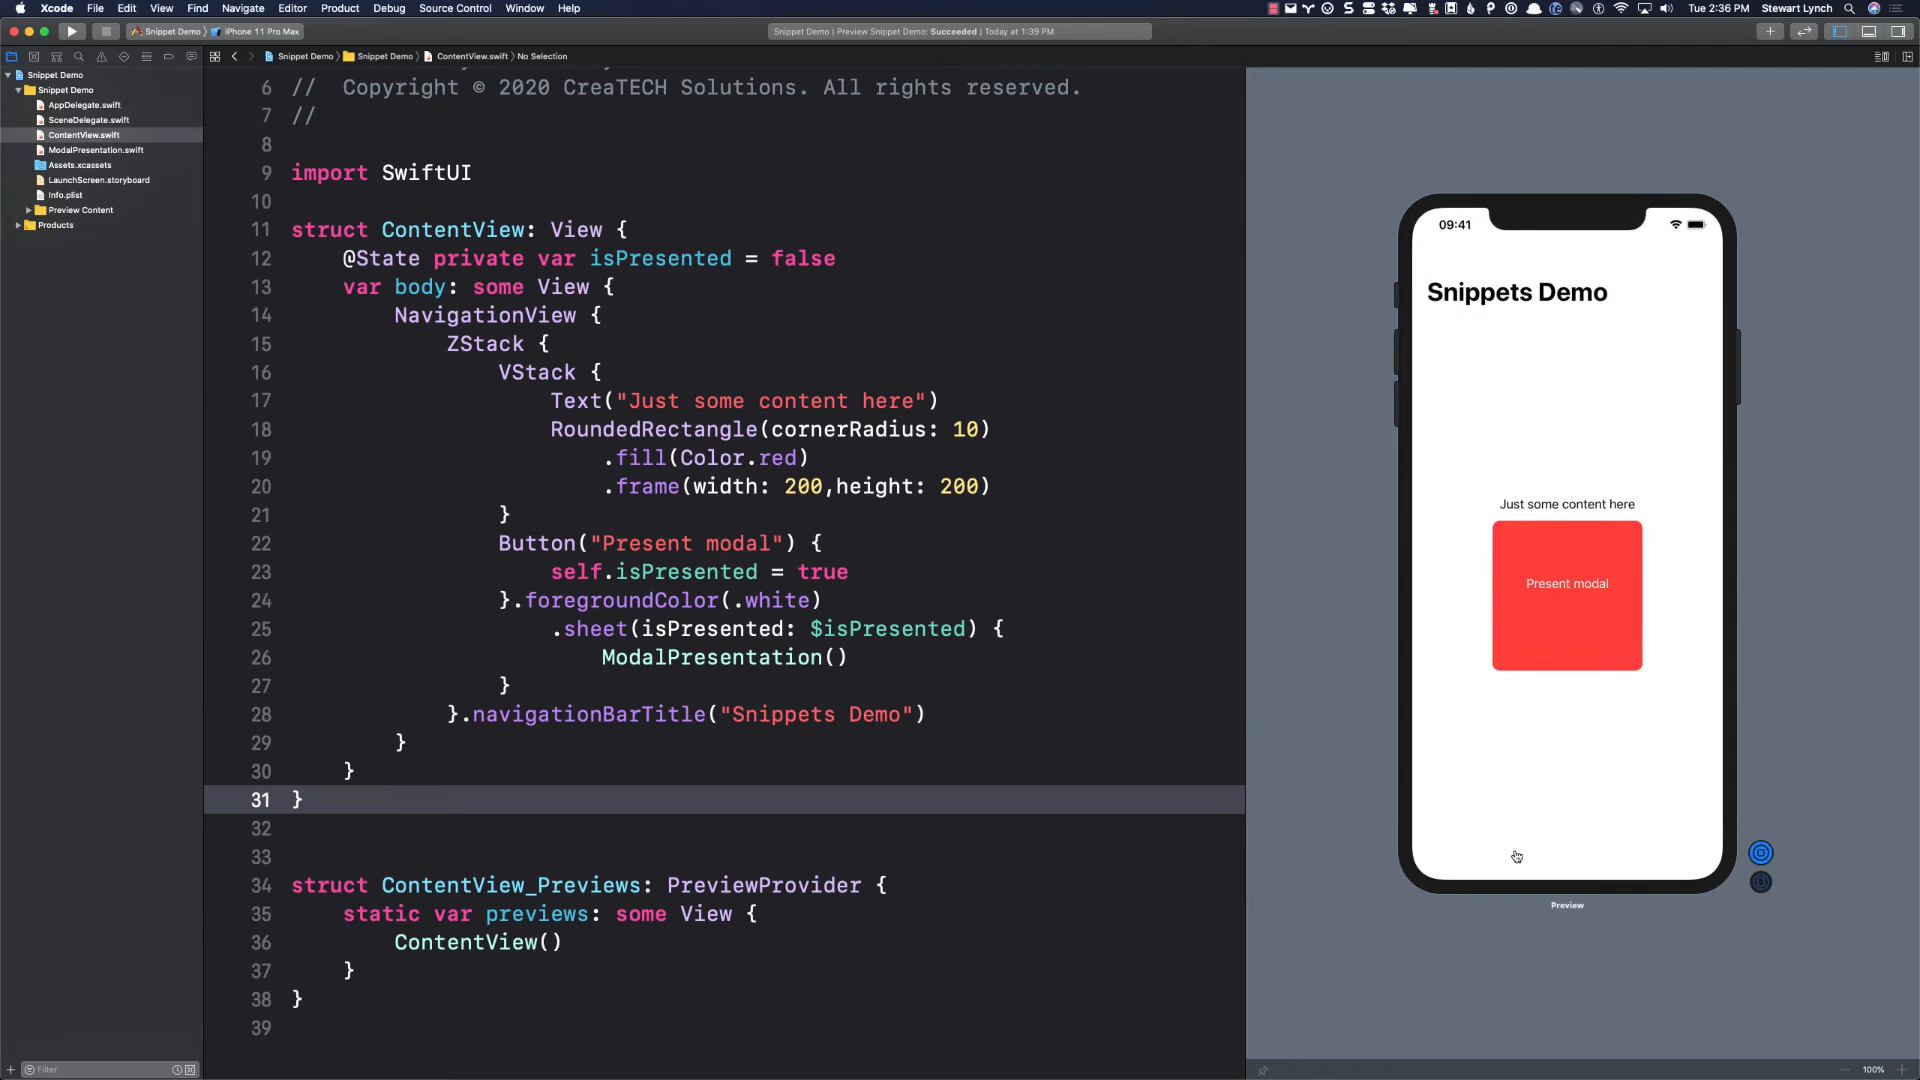 Xcode File Edit View Find Navigate Editor Product Debug Source Control Window Help
Tue 2:36 PM Stewart Lynch
Snippet Demo iPhone 11 Pro Max
Snippet Demo | Preview Snippet Demo: Succeeded | Today at 1:39 PM
Snippet Demo Snippet Demo ContentView.swift No Selection
Snippet Demo
Snippet Demo
AppDelegate.swift
SceneDelegate.swift
ContentView.swift
ModalPresentation.swift
Assets.xcassets
LaunchScreen.storyboard
Info.plist
Preview Content
Products
Filter
6 // Copyright © 2020 CreaTECH Solutions. All rights reserved.
7 //
8
9 import SwiftUI
10
11 struct ContentView: View {
12 @State private var isPresented = false
13 var body: some View {
14 NavigationView {
15 ZStack {
16 VStack {
17 Text("Just some content here")
18 RoundedRectangle(cornerRadius: 10)
19 .fill(Color.red)
20 .frame(width: 200,height: 200)
21 }
22 Button("Present modal") {
23 self.isPresented = true
24 }.foregroundColor(.white)
25 .sheet(isPresented: $isPresented) {
26 ModalPresentation()
27 }
28 }.navigationBarTitle("Snippets Demo")
29 }
30 }
31 }
32
33
34 struct ContentView_Previews: PreviewProvider {
35 static var previews: some View {
36 ContentView()
37 }
38 }
39
09:41
Snippets Demo
Just some content here
Present modal
Preview
100%